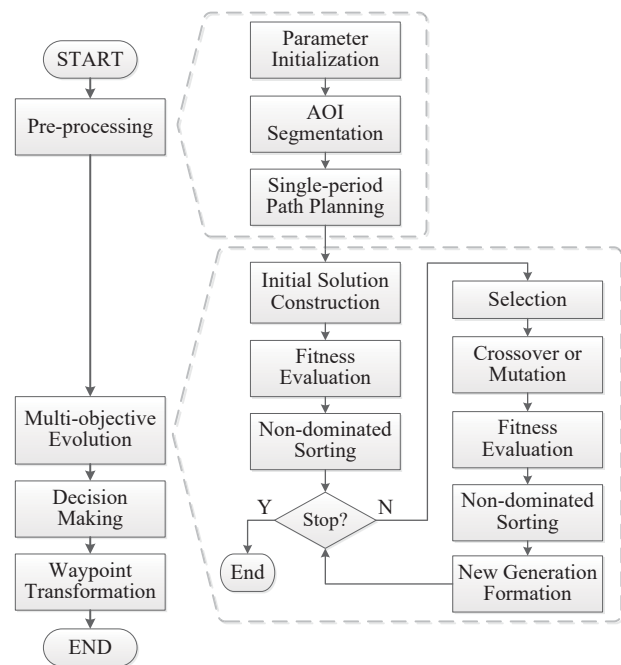 START
Pre-processing
Multi-objective
Evolution
Decision
Making
Waypoint
Transformation
END
Parameter
Initialization
AOI
Segmentation
Single-period
Path Planning
Initial Solution
Construction
Fitness
Evaluation
Non-dominated
Sorting
Y
Stop?
N
End
Selection
Crossover or
Mutation
Fitness
Evaluation
Non-dominated
Sorting
New Generation
Formation